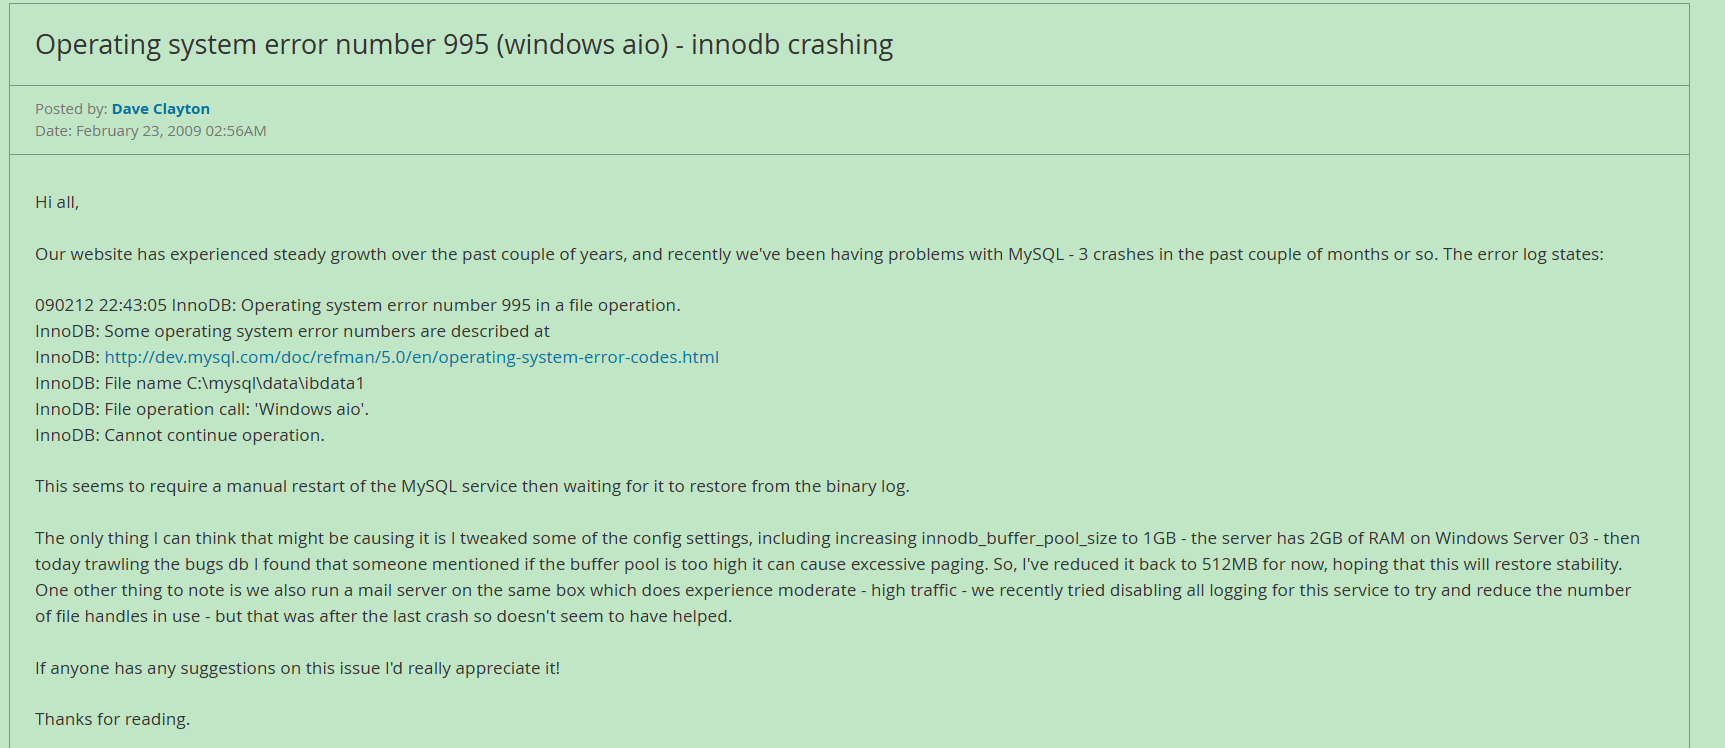 Operating system error number 995 (windows aio) - innodb crashing
Posted by: Dave Clayton
Date: February 23, 2009 02:56AM
Hi all,
Our website has experienced steady growth over the past couple of years, and recently we've been having problems with MySQL - 3 crashes in the past couple of months or so. The error log states:
090212 22:43:05 InnoDB: Operating system error number 995 in a file operation.
InnoDB: Some operating system error numbers are described at
InnoDB: http://dev.mysql.com/doc/refman/5.0/en/operating-system-error-codes.html
InnoDB: File name C:\mysql\data\ibdata1
InnoDB: File operation call: 'Windows aio'.
InnoDB: Cannot continue operation.
This seems to require a manual restart of the MySQL service then waiting for it to restore from the binary log.
The only thing I can think that might be causing it is I tweaked some of the config settings, including increasing innodb_buffer_pool_size to 1GB - the server has 2GB of RAM on Windows Server 03 - then
today trawling the bugs db I found that someone mentioned if the buffer pool is too high it can cause excessive paging. So, I've reduced it back to 512MB for now, hoping that this will restore stability.
One other thing to note is we also run a mail server on the same box which does experience moderate - high traffic - we recently tried disabling all logging for this service to try and reduce the number
of file handles in use - but that was after the last crash so doesn't seem to have helped.
If anyone has any suggestions on this issue I'd really appreciate it!
Thanks for reading.